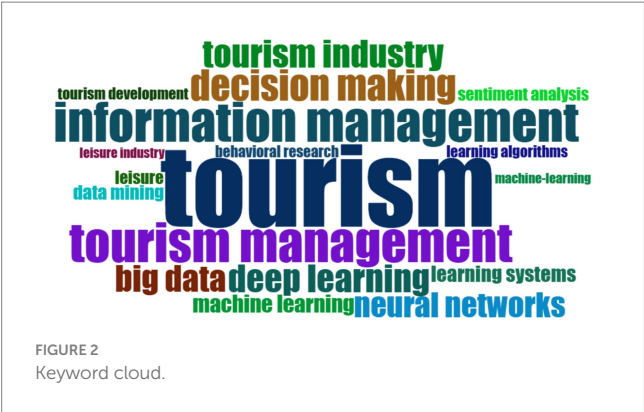 tourism industry
tourism development decision making sentiment analysis
information management
leisure industry behavioral research learning algorithms
tourism
leisure machine-learning
data mining
tourism management
big data deep learning learning systems
machine learning neural networks
FIGURE 2
Keyword cloud.